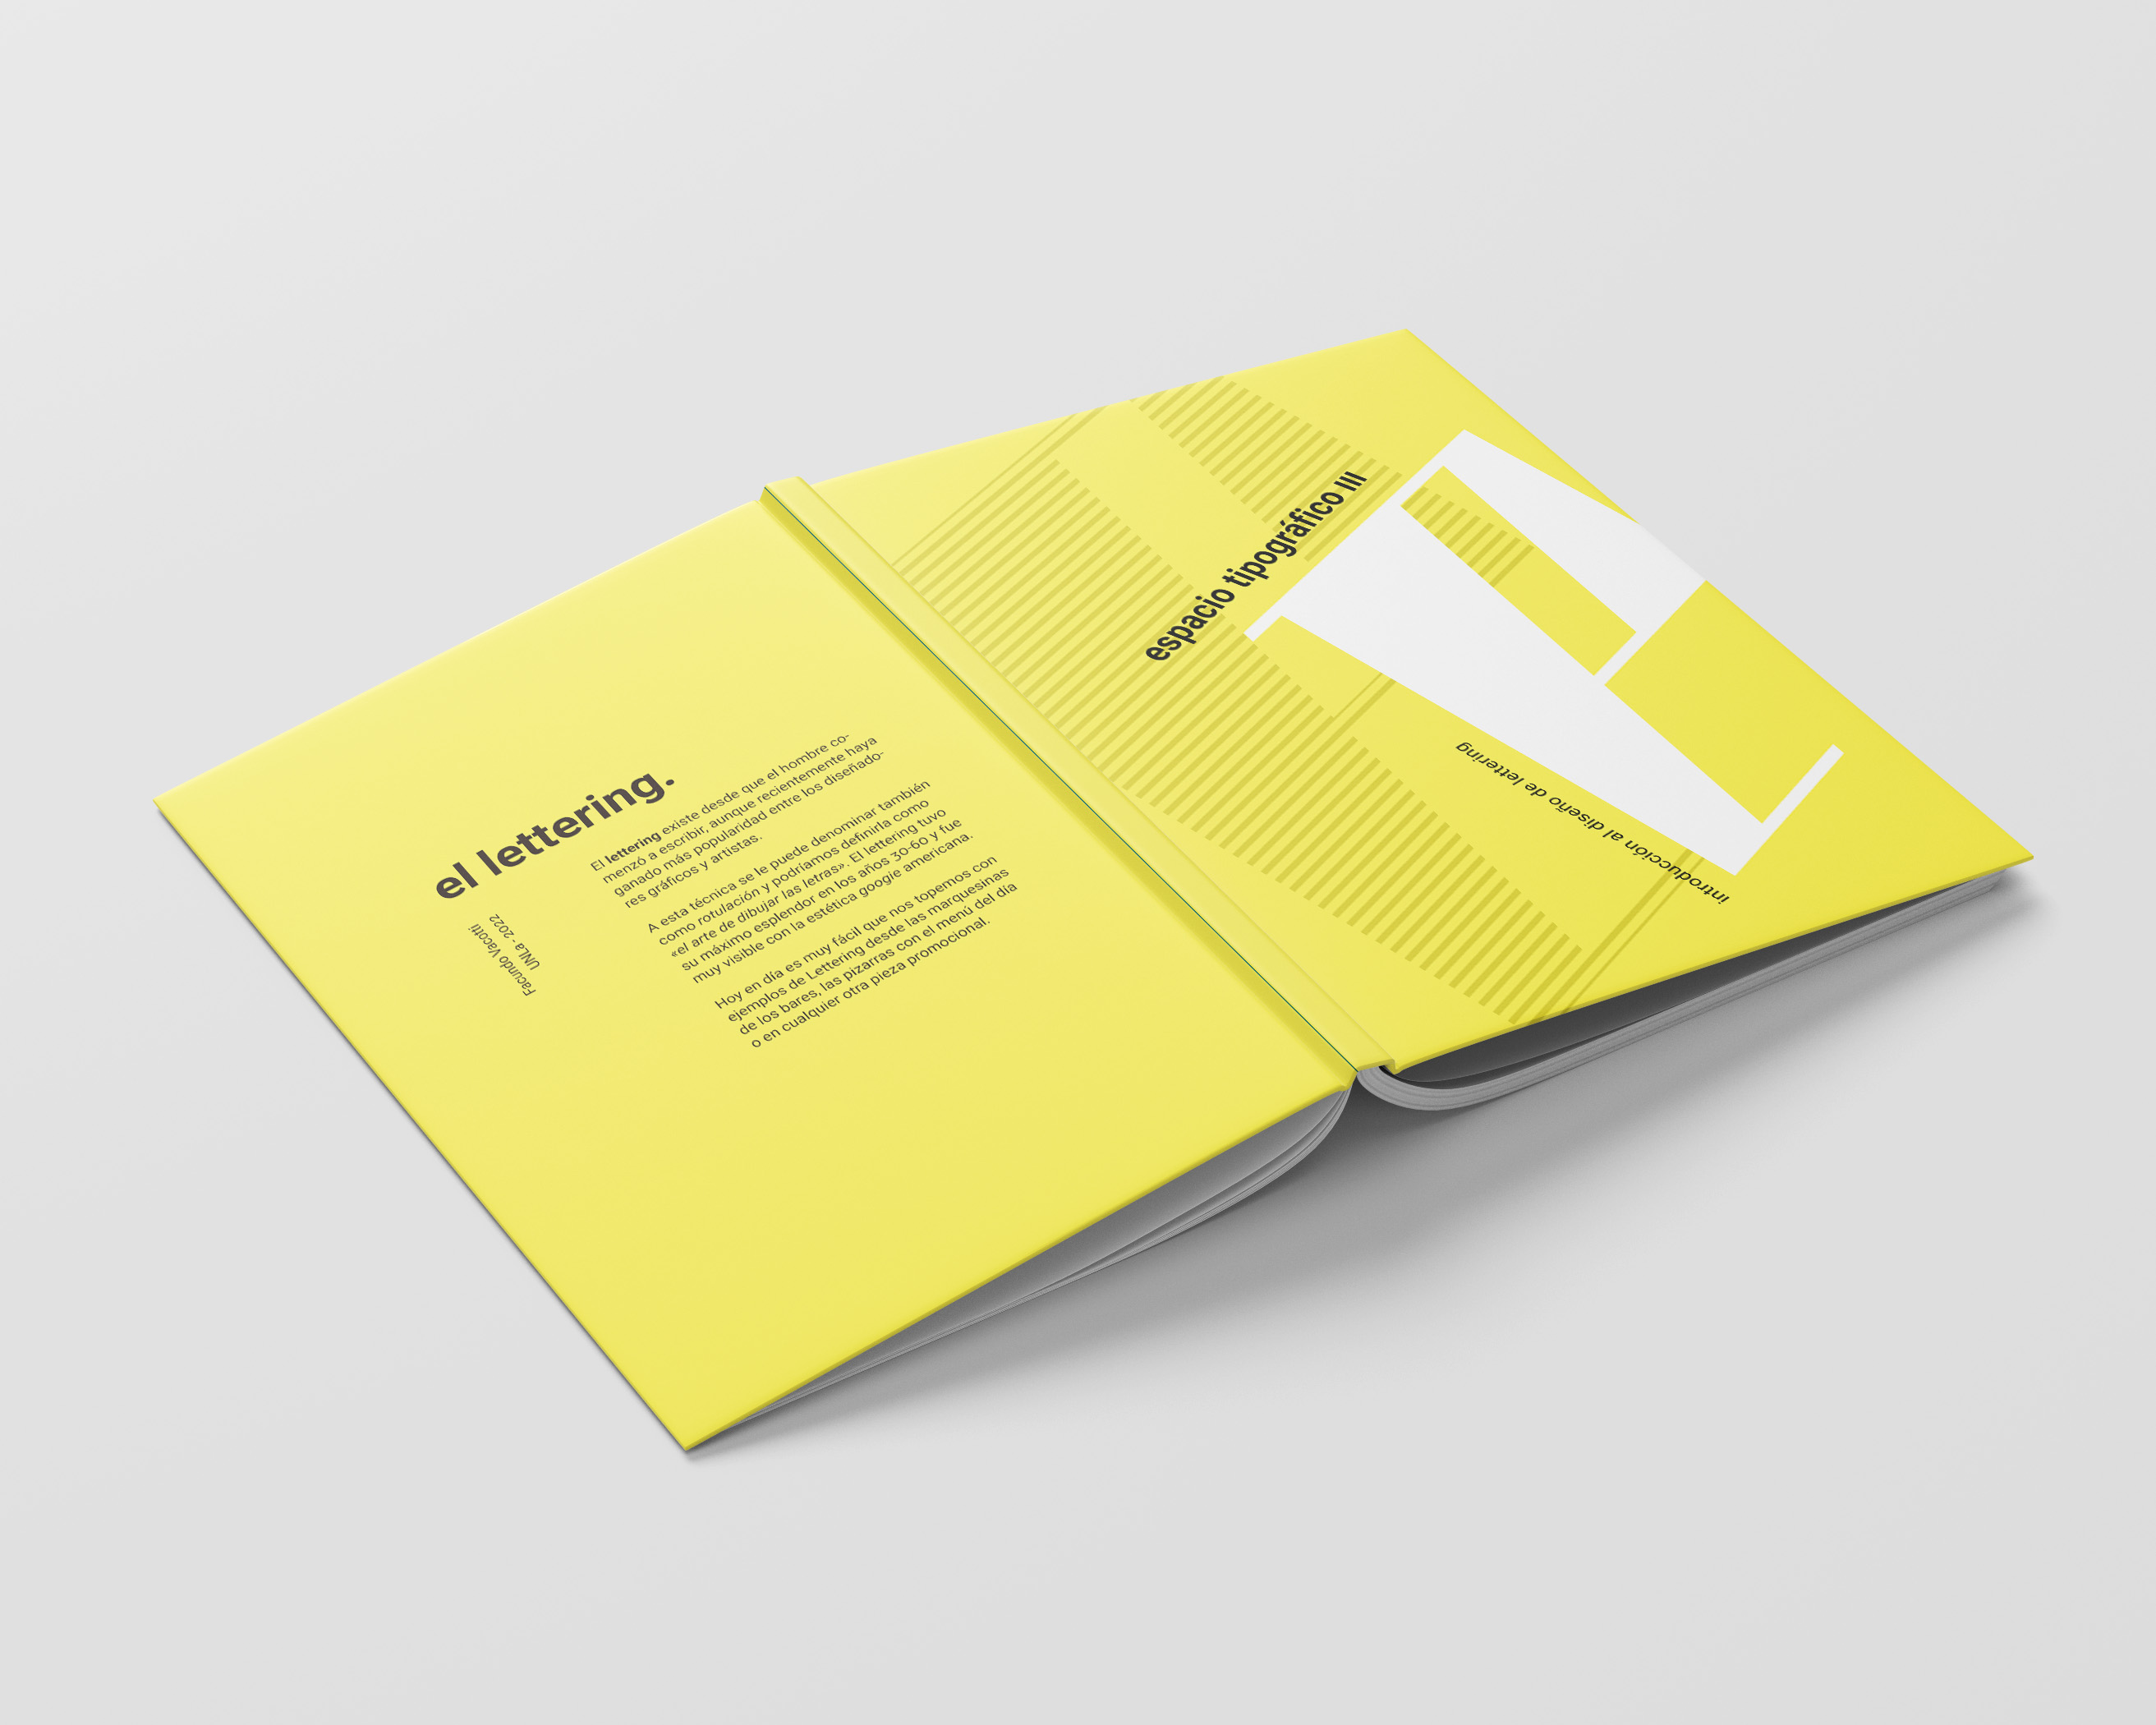 el lettering.
Facundo Vacotti
UNLa - 2022
El lettering existe desde que el hombre co-
menzó a escribir, aunque recientemente haya
ganado más popularidad entre los diseñado-
res gráficos y artistas.
A esta técnica se le puede denominar también
como rotulación y podríamos definirla como
«el arte de dibujar las letras». El lettering tuvo
su máximo esplendor en los años 30-60 y fue
muy visible con la estética googie americana.
Hoy en día es muy fácil que nos topemos con
ejemplos de Lettering desde las marquesinas
de los bares, las pizarras con el menú del día
o en cualquier otra pieza promocional.
espacio tipográfico III
introducción al diseño de lettering